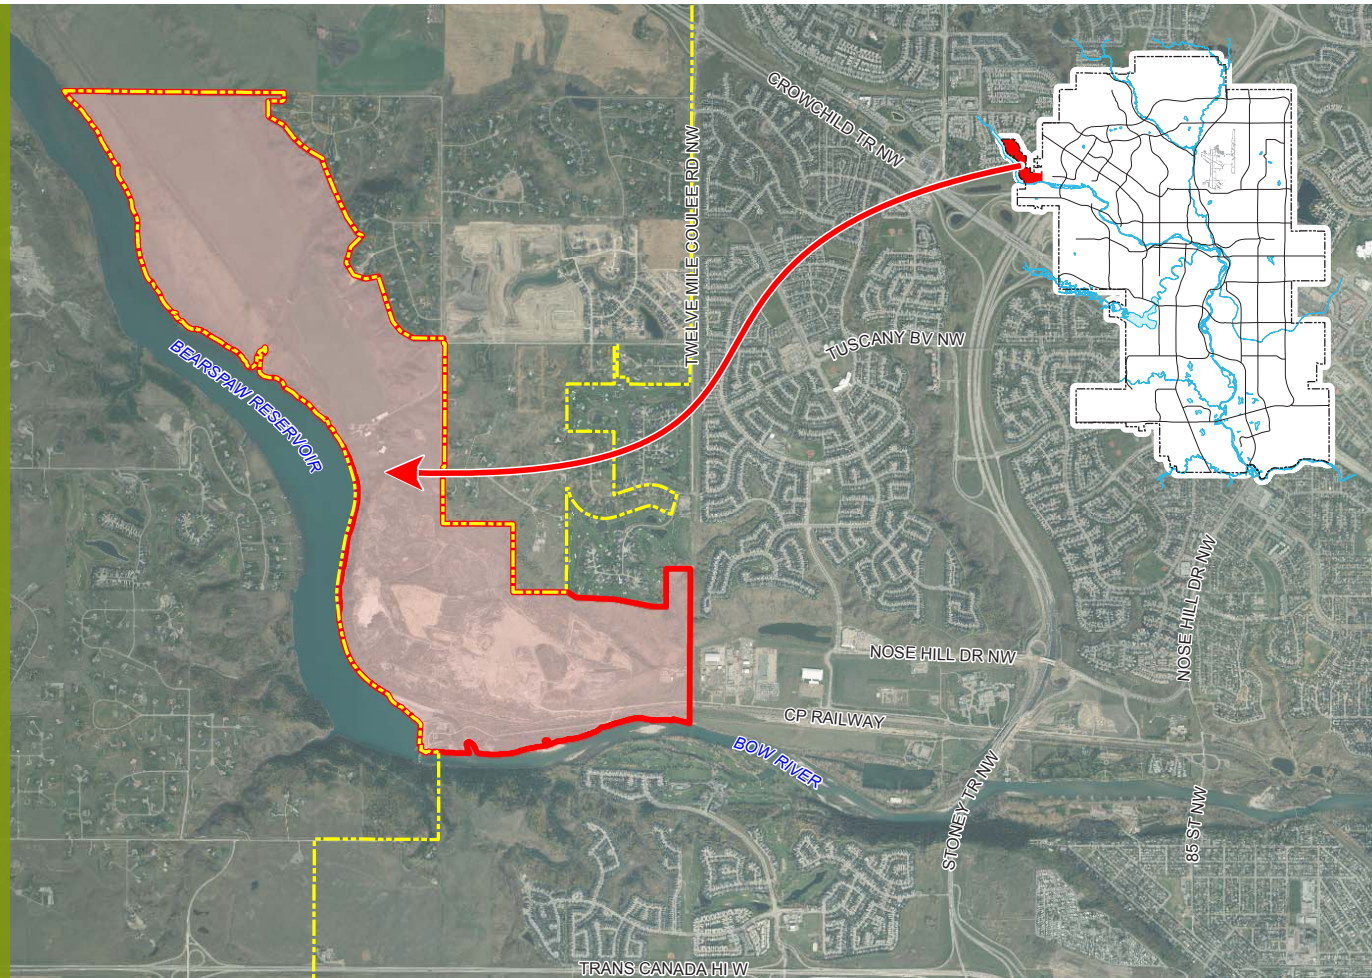 CROWCHILD TR NW
TWELVE MILE COULEE RD NW
TUSCANY BV NW
BEARSPAW RESERVOIR
NOSE HILL DR NW
NOSE HILL DR NW
CP RAILWAY
BOW RIVER
STONEY TR NW
85 ST NW
TRANS CANADA HI W